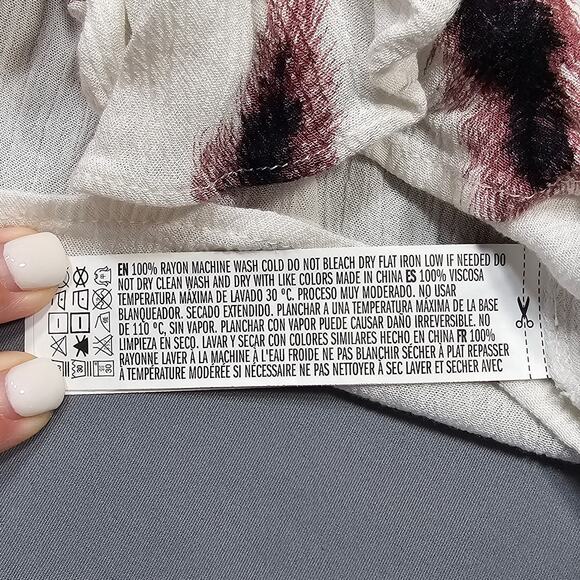 EN 100% RAYON MACHINE WASH COLD DO NOT BLEACH DRY FLAT IRON LOW IF NEEDED DO
NOT DRY CLEAN WASH AND DRY WITH LIKE COLORS MADE IN CHINA ES 100% VISCOSA
TEMPERATURA MÁXIMA DE LAVADO 30 °C. PROCESO MUY MODERADO. NO USAR
BLANQUEADOR. SECADO EXTENDIDO. PLANCHAR A UNA TEMPERATURA MÁXIMA DE LA BASE
DE 110 °C, SIN VAPOR. PLANCHAR CON VAPOR PUEDE CAUSAR DAÑO IRREVERSIBLE. NO
LIMPIEZA EN SECO. LAVAR Y SECAR CON COLORES SIMILARES HECHO EN CHINA FR 100%
RAYONNE LAVER À LA MACHINE À L'EAU FROIDE NE PAS BLANCHIR SÉCHER À PLAT REPASSER
À TEMPÉRATURE MODÉRÉE SI NÉCESSAIRE NE PAS NETTOYER À SEC LAVER ET SÉCHER AVEC